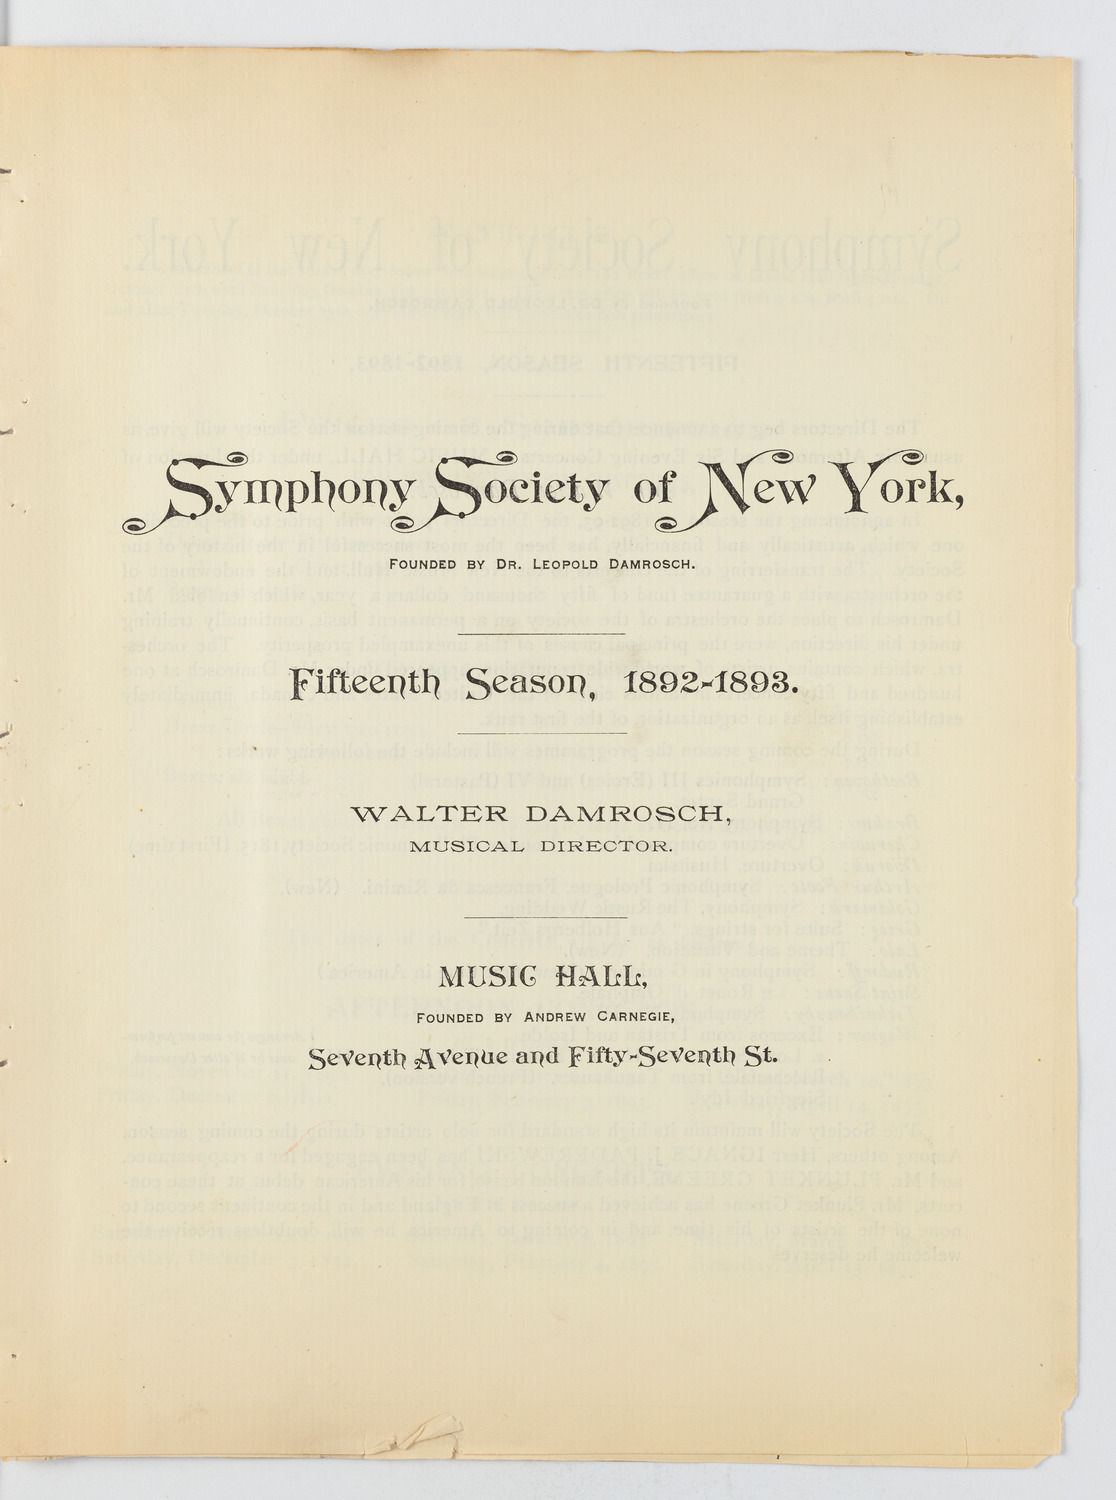 Symphony Society of New York,
Founded by Dr. Leopold Damrosch.
Fifteenth Season, 1892-1893.
WALTER DAMROSCH,
MUSICAL DIRECTOR.
MUSIC HALL,
Founded by Andrew Carnegie,
Seventh Avenue and Fifty-Seventh St.